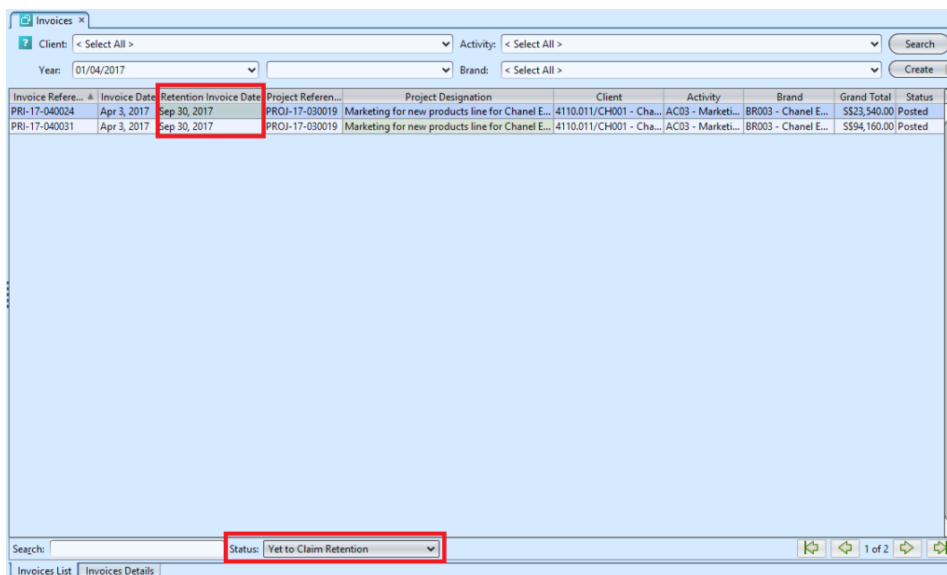 Invoices ×
? Client: < Select All > Activity: < Select All > Search
Year: 01/04/2017 Brand: < Select All > Create
Invoice Refere... Invoice Date Retention Invoice Date Project Referen... Project Designation Client Activity Brand Grand Total Status
PRI-17-040024 Apr 3, 2017 Sep 30, 2017 PROJ-17-030019 Marketing for new products line for Chanel E... 4110.011/CH001 - Cha... AC03 - Marketi... BR003 - Chanel E... S$23,540.00 Posted
PRI-17-040031 Apr 3, 2017 Sep 30, 2017 PROJ-17-030019 Marketing for new products line for Chanel E... 4110.011/CH001 - Cha... AC03 - Marketi... BR003 - Chanel E... S$94,160.00 Posted
Search: Status: Yet to Claim Retention 1 of 2
Invoices List Invoices Details